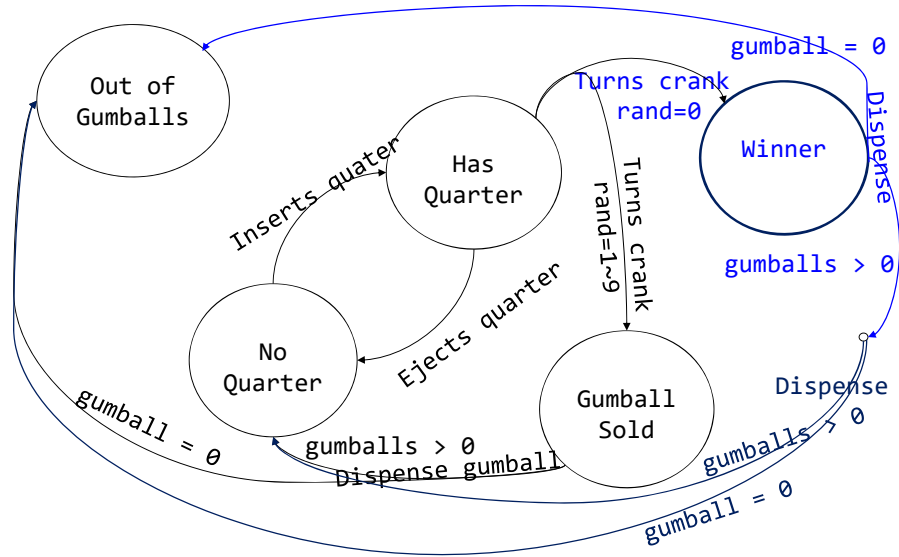 Out of
Gumballs
gumball = 0
Turns crank
rand=0
Dispense
Winner
Has
Quarter
Inserts quater
Turns crank
rand=1~9
gumballs > 0
Ejects quarter
No
Quarter
Gumball
Sold
Dispense
gumball = 0
gumballs > 0
Dispense gumball
gumballs > 0
gumball = 0